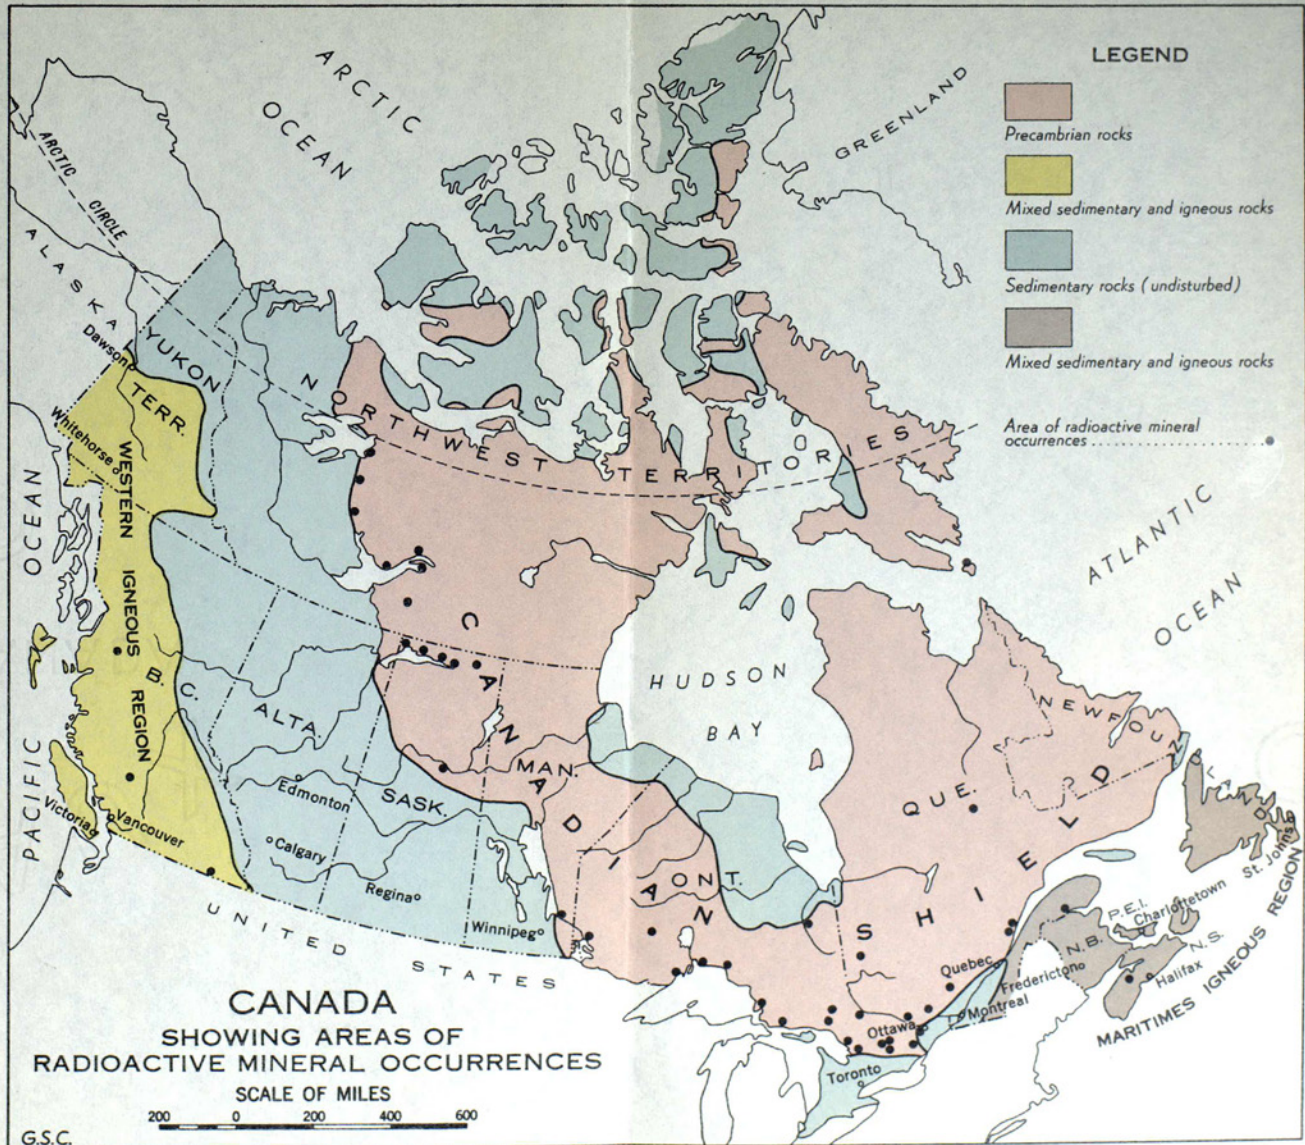 ARCTIC
OCEAN
GREENLAND
LEGEND
Precambrian rocks
Mixed sedimentary and igneous rocks
Sedimentary rocks (undisturbed)
Mixed sedimentary and igneous rocks
Area of radioactive mineral
occurrences
ARCTIC CIRCLE
ALASKA
Dawson
YUKON
TERR.
Whitehorse
NORTHWEST TERRITORIES
WESTERN IGNEOUS REGION
PACIFIC OCEAN
ATLANTIC
OCEAN
HUDSON
BAY
CANADIAN SHIELD
B. C.
ALTA.
SASK.
MAN.
ONT.
QUE.
NEWFOUND
L
D
Edmonton
Calgary
Regina
Winnipeg
Victoria
Vancouver
UNITED STATES
Quebec
Montreal
Ottawa
Toronto
P.E.I.
Charlottetown
St. John's
N.B.
Fredericton
N.S.
Halifax
MARITIMES IGNEOUS REGION
CANADA
SHOWING AREAS OF
RADIOACTIVE MINERAL OCCURRENCES
SCALE OF MILES
200 0 200 400 600
G.S.C.